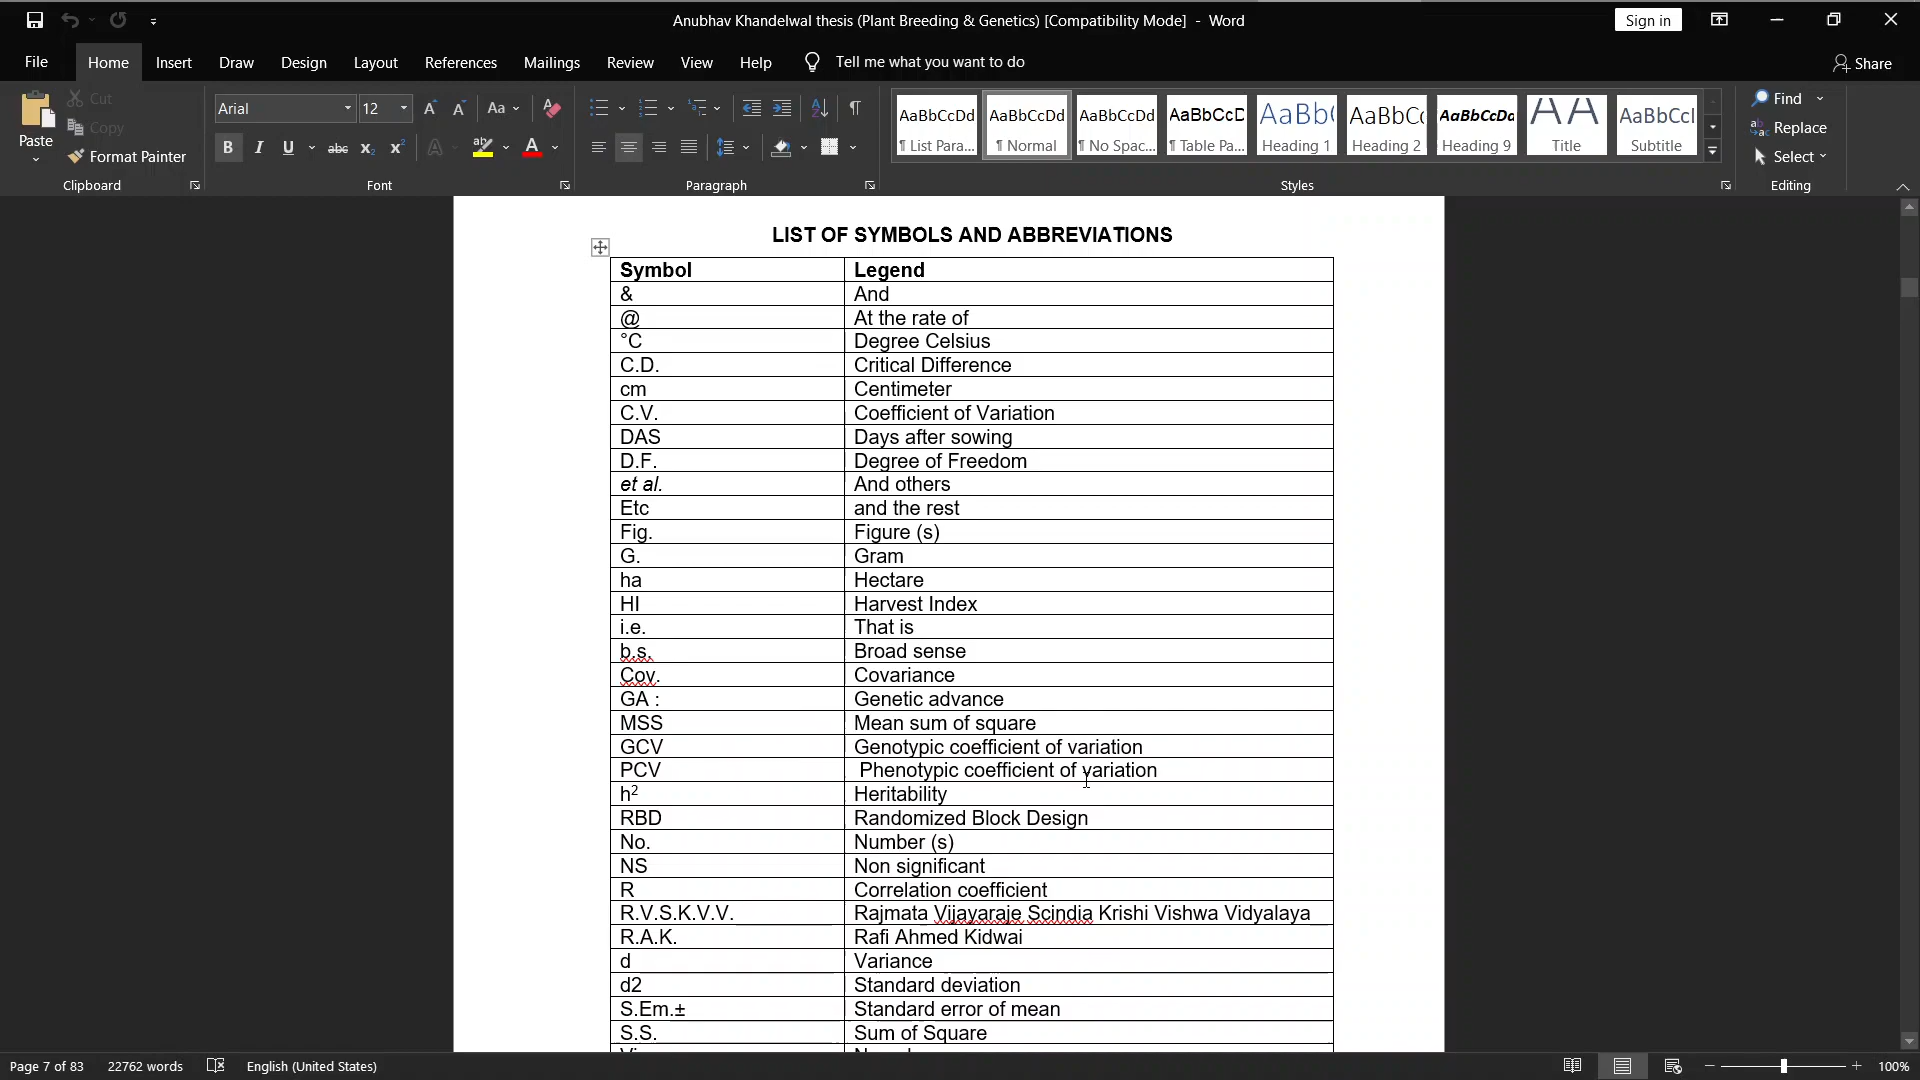 Anubhav Khandelwal thesis (Plant Breeding & Genetics) [Compatibility Mode] - Word
Sign in
File Home Insert Draw Design Layout References Mailings Review View Help Tell me what you want to do Share
Paste
Cut
Copy
Format Painter
Clipboard
Arial 12
Font
Paragraph
AaBbCcDd AaBbCcDd AaBbCcDd AaBbCcD AaBb( AaBbC( AaBbCcDc AA AaBbCcl
¶ List Para... ¶ Normal ¶ No Spac... ¶ Table Pa... Heading 1 Heading 2 Heading 9 Title Subtitle
Styles
Find
Replace
Select
Editing
LIST OF SYMBOLS AND ABBREVIATIONS
Symbol Legend
& And
@ At the rate of
°C Degree Celsius
C.D. Critical Difference
cm Centimeter
C.V. Coefficient of Variation
DAS Days after sowing
D.F. Degree of Freedom
et al. And others
Etc and the rest
Fig. Figure (s)
G. Gram
ha Hectare
HI Harvest Index
i.e. That is
b.s. Broad sense
Cov. Covariance
GA : Genetic advance
MSS Mean sum of square
GCV Genotypic coefficient of variation
PCV Phenotypic coefficient of variation
h² Heritability
RBD Randomized Block Design
No. Number (s)
NS Non significant
R Correlation coefficient
R.V.S.K.V.V. Rajmata Vijayaraje Scindia Krishi Vishwa Vidyalaya
R.A.K. Rafi Ahmed Kidwai
d Variance
d2 Standard deviation
S.Em.± Standard error of mean
S.S. Sum of Square
Page 7 of 83 22762 words English (United States) 100%